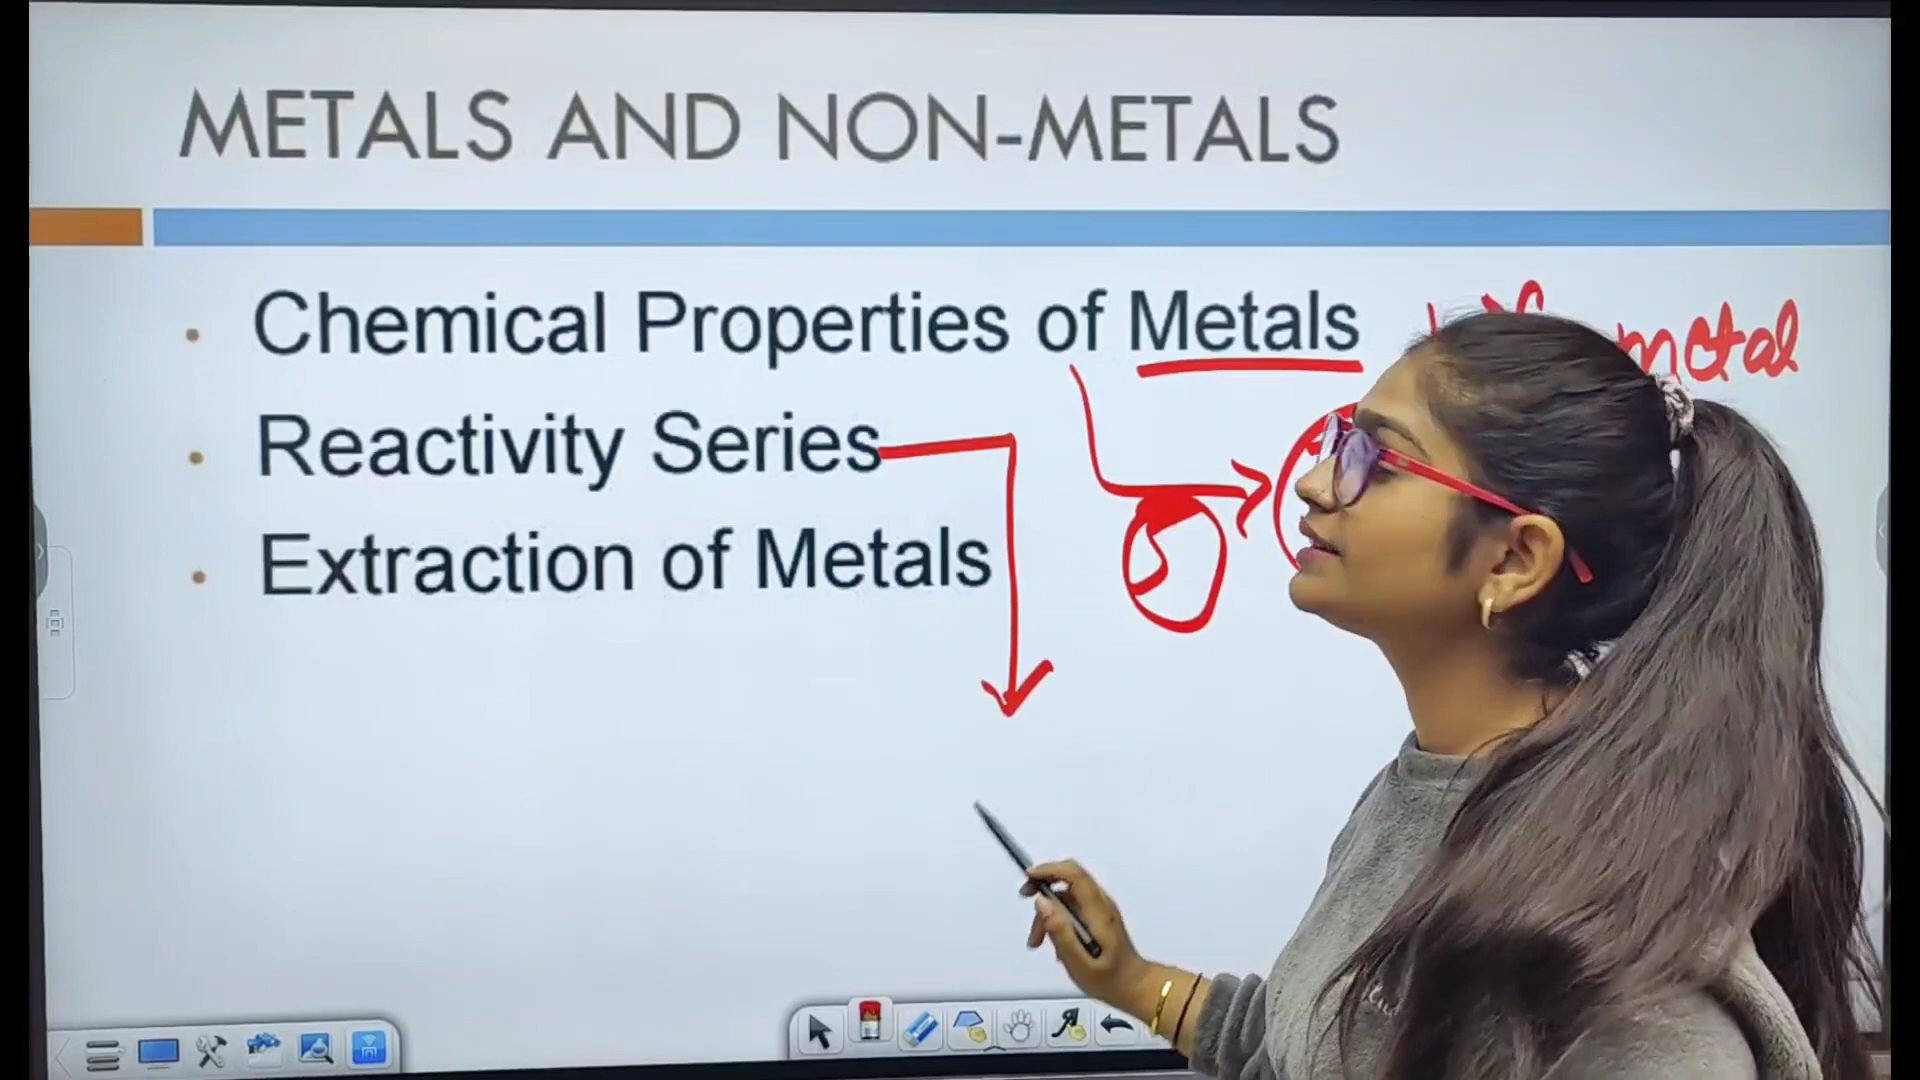 METALS AND NON-METALS
• Chemical Properties of Metals
metal
• Reactivity Series
• Extraction of Metals